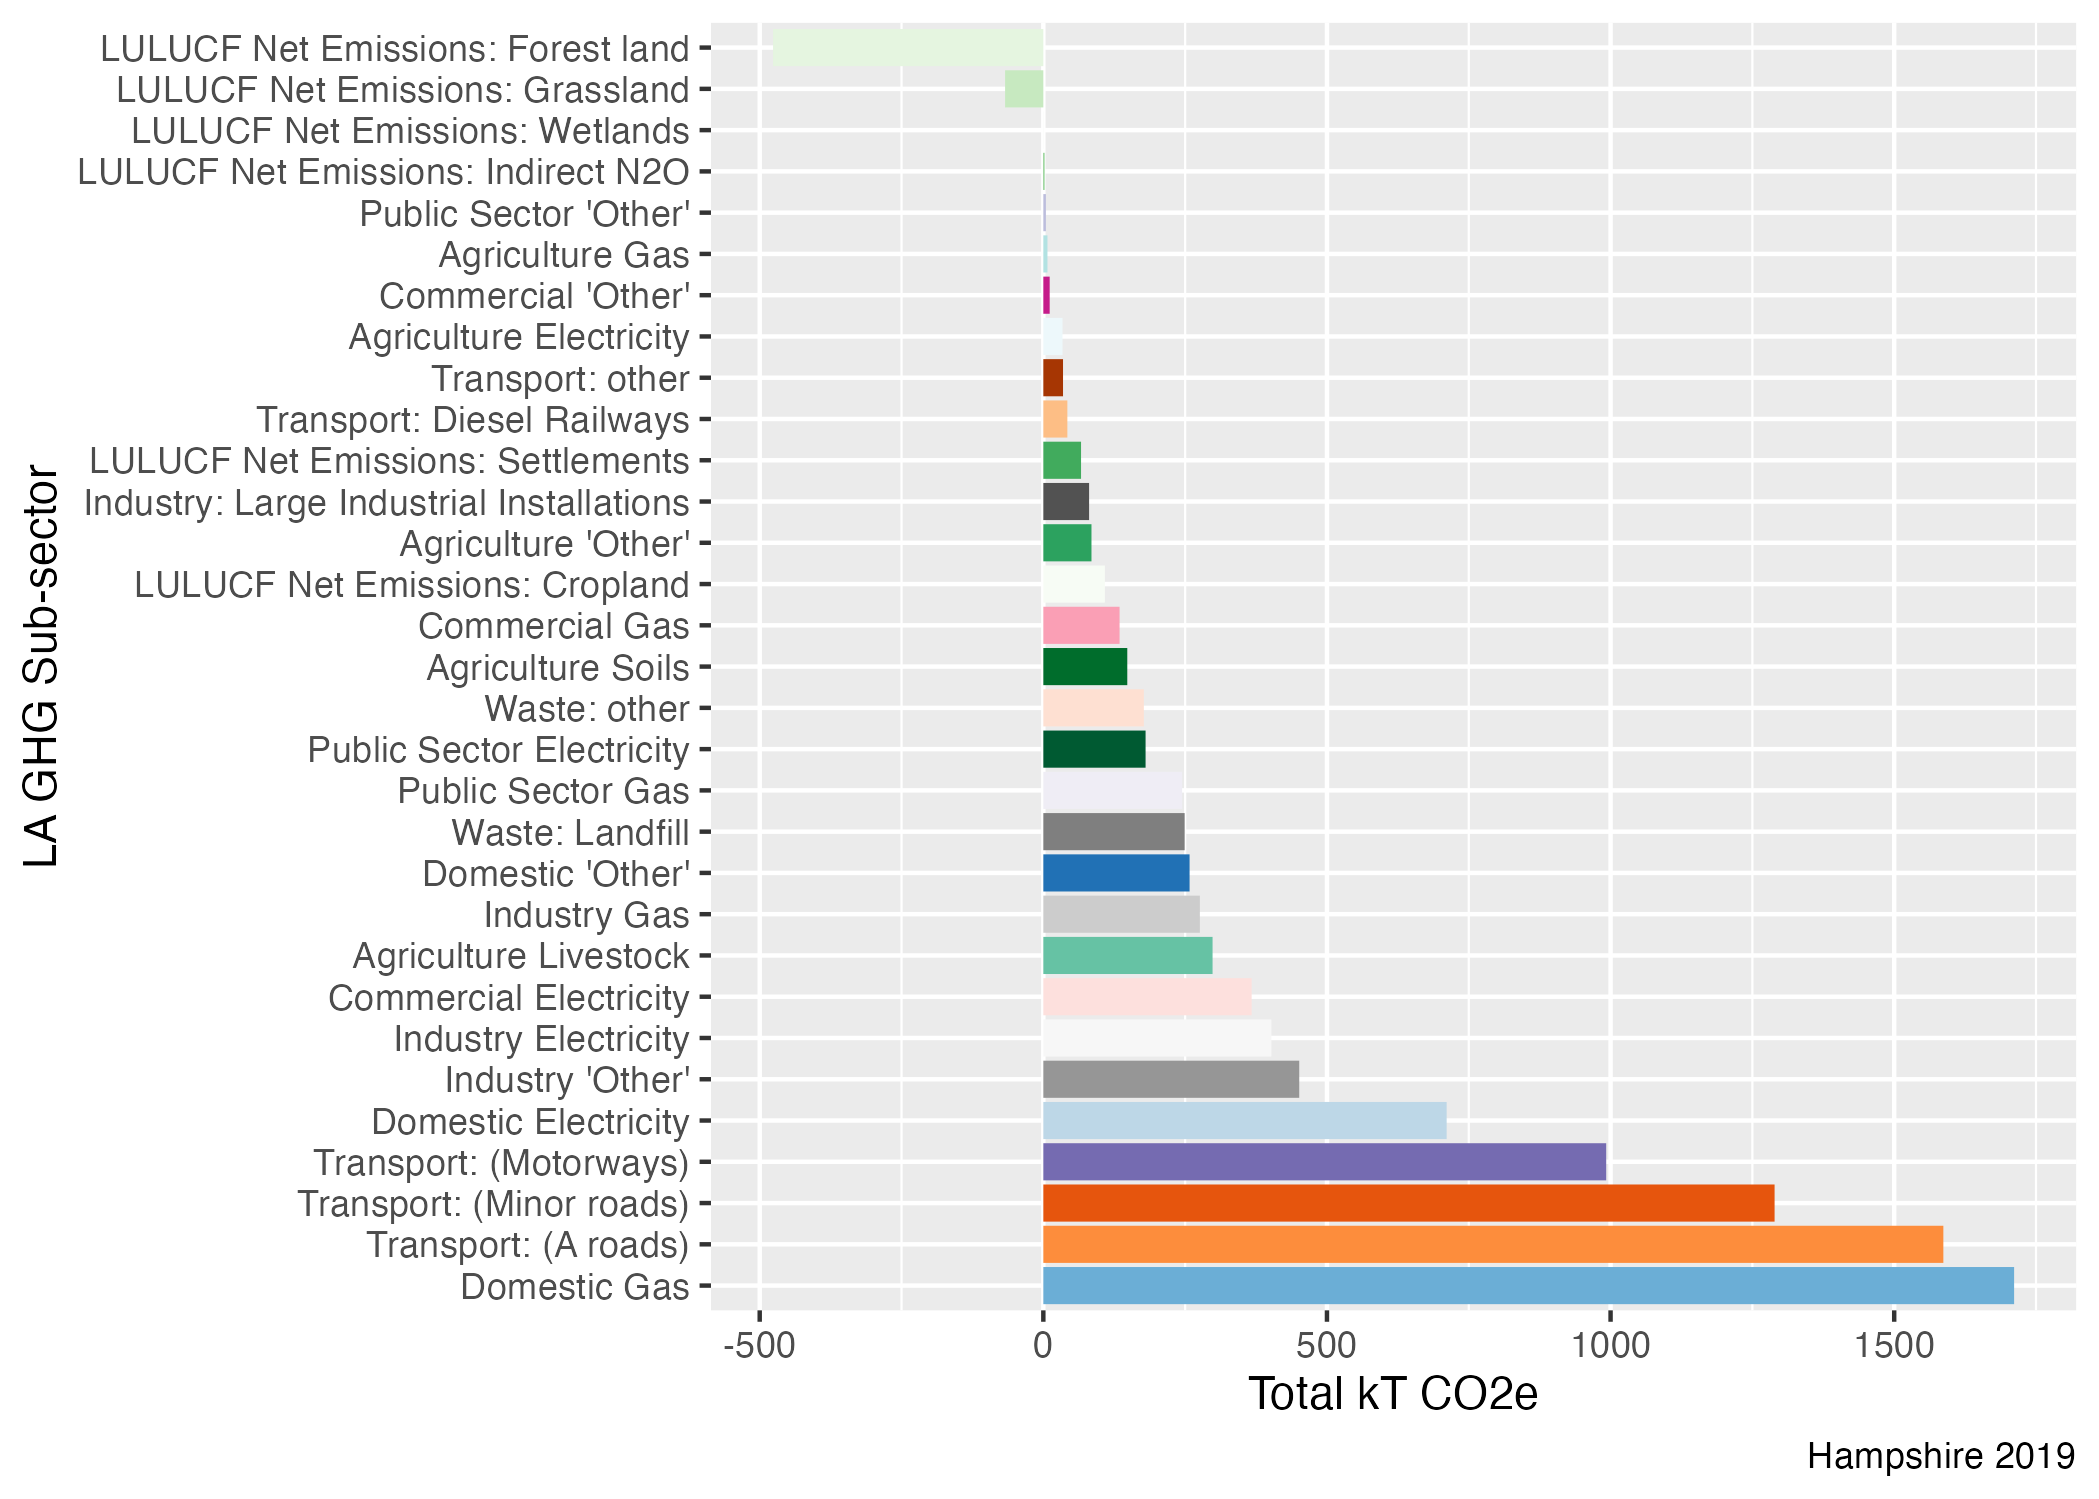 LULUCF Net Emissions: Forest land
LULUCF Net Emissions: Grassland
LULUCF Net Emissions: Wetlands
LULUCF Net Emissions: Indirect N2O
Public Sector 'Other'
Agriculture Gas
Commercial 'Other'
Agriculture Electricity
Transport: other
Transport: Diesel Railways
LULUCF Net Emissions: Settlements
Industry: Large Industrial Installations
Agriculture 'Other'
LULUCF Net Emissions: Cropland
Commercial Gas
Agriculture Soils
Waste: other
Public Sector Electricity
Public Sector Gas
Waste: Landfill
Domestic 'Other'
Industry Gas
Agriculture Livestock
Commercial Electricity
Industry Electricity
Industry 'Other'
Domestic Electricity
Transport: (Motorways)
Transport: (Minor roads)
Transport: (A roads)
Domestic Gas
LA GHG Sub-sector
-500 0 500 1000 1500
Total kT CO2e
Hampshire 2019